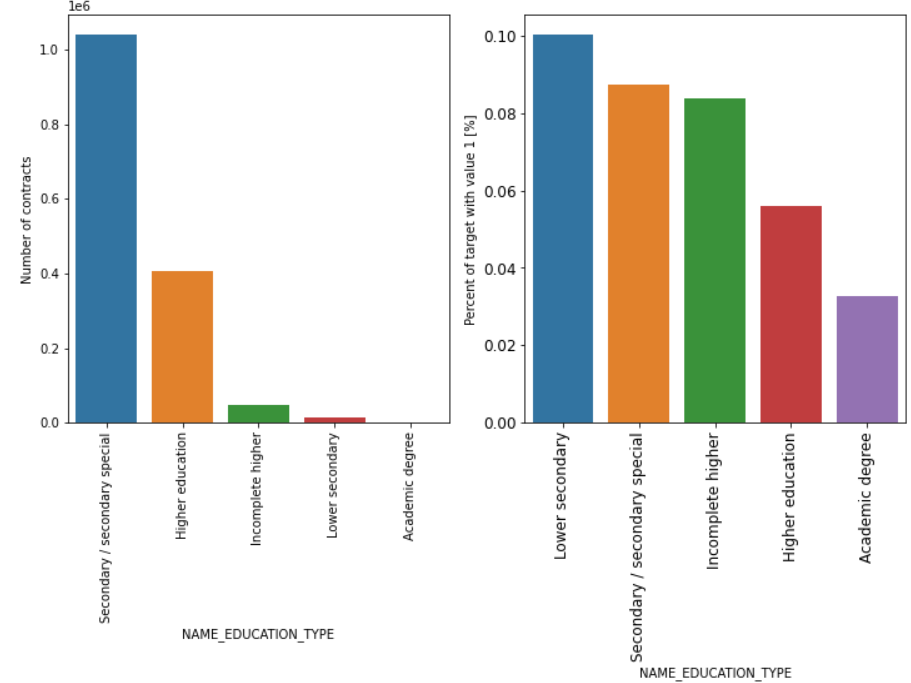 1e6
1.0
0.8
0.6
0.4
0.2
0.0
Number of contracts
Secondary / secondary special
Higher education
Incomplete higher
Lower secondary
Academic degree
NAME_EDUCATION_TYPE
0.10
0.08
0.06
0.04
0.02
0.00
Percent of target with value 1 [%]
Lower secondary
Secondary / secondary special
Incomplete higher
Higher education
Academic degree
NAME_EDUCATION_TYPE